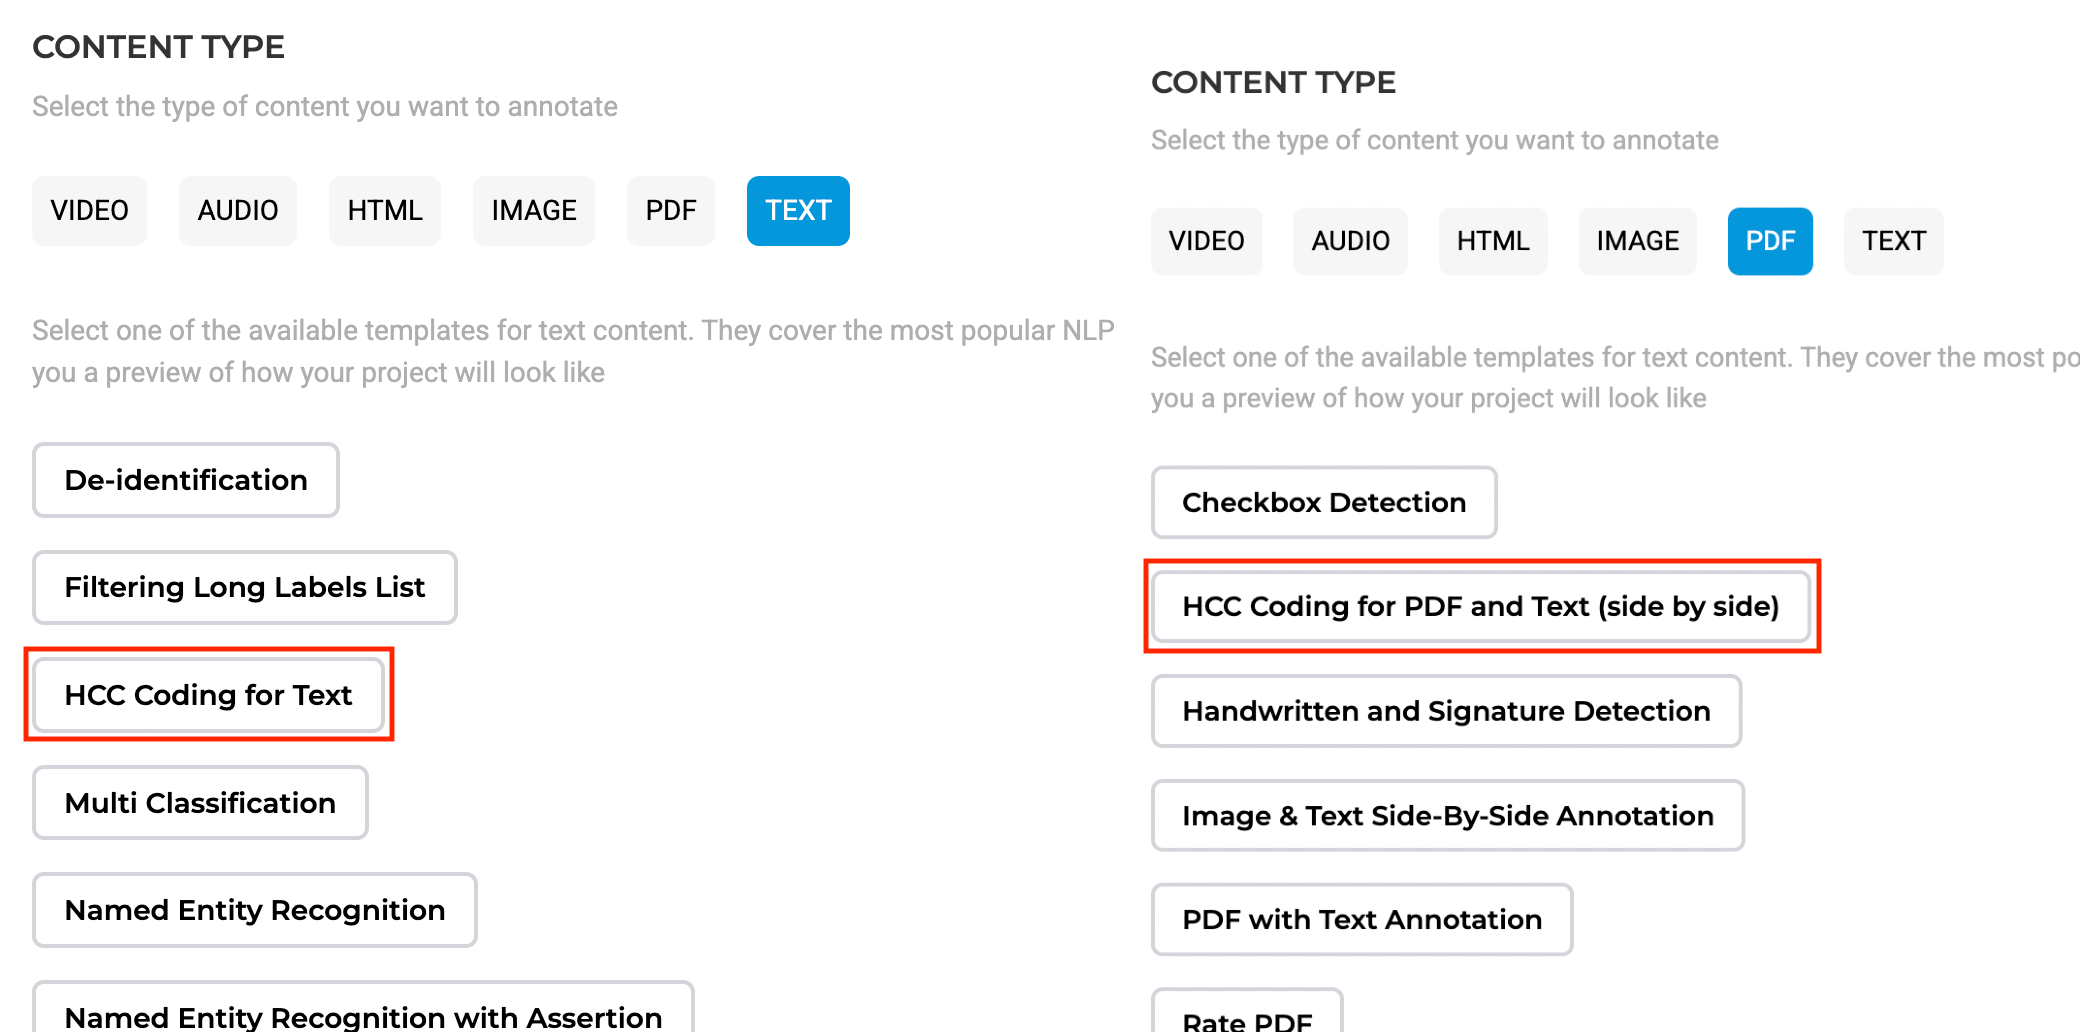 CONTENT TYPE
Select the type of content you want to annotate
VIDEO AUDIO HTML IMAGE PDF TEXT
Select one of the available templates for text content. They cover the most popular NLP
you a preview of how your project will look like
De-identification
Filtering Long Labels List
HCC Coding for Text
Multi Classification
Named Entity Recognition
Named Entity Recognition with Assertion
CONTENT TYPE
Select the type of content you want to annotate
VIDEO AUDIO HTML IMAGE PDF TEXT
Select one of the available templates for text content. They cover the most po
you a preview of how your project will look like
Checkbox Detection
HCC Coding for PDF and Text (side by side)
Handwritten and Signature Detection
Image & Text Side-By-Side Annotation
PDF with Text Annotation
Rate PDF